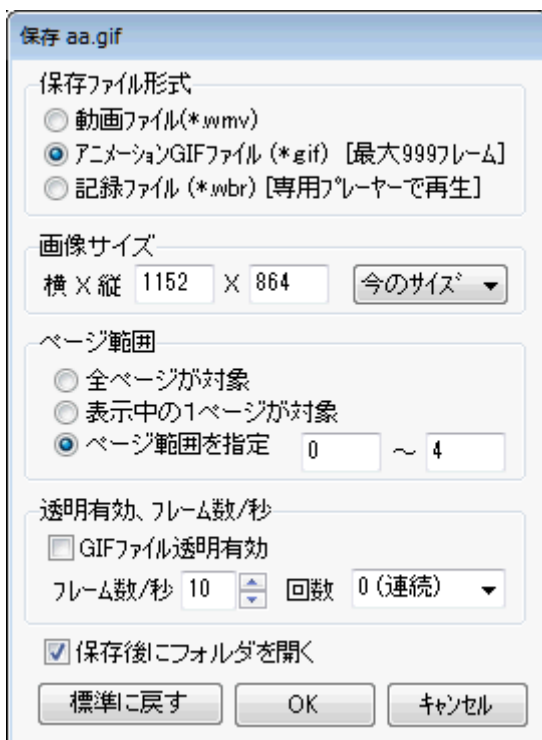 保存 aa.gif
保存ファイル形式
動画ファイル(*.wmv)
アニメーションGIFファイル (*.gif) [最大999フレーム]
記録ファイル (*.wbr) [専用プレーヤーで再生]
画像サイズ
横 X 縦 1152 X 864 今のサイズ
ページ範囲
全ページが対象
表示中の1ページが対象
ページ範囲を指定 0 ～ 4
透明有効、フレーム数/秒
GIFファイル透明有効
フレーム数/秒 10 回数 0 (連続)
保存後にフォルダを開く
標準に戻す OK キャンセル